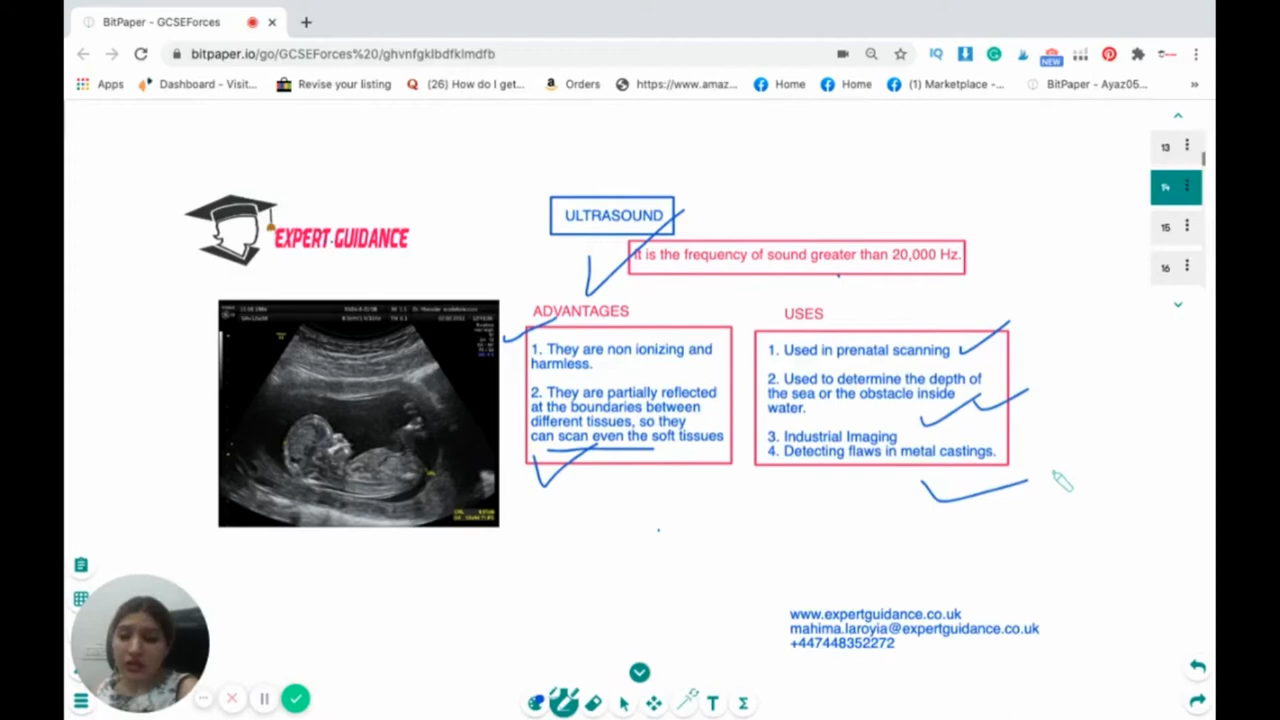 BitPaper - GCSEForces
bitpaper.io/go/GCSEForces%20/ghvnfgklbdfklmdfb
NEW
Apps
Dashboard - Visit...
Revise your listing
(26) How do I get...
Orders
https://www.amaz...
Home
Home
(1) Marketplace -...
BitPaper - Ayaz05...
»
13
14
15
16
EXPERT GUIDANCE
ULTRASOUND
It is the frequency of sound greater than 20,000 Hz.
ADVANTAGES
1. They are non ionizing and
harmless.
2. They are partially reflected
at the boundaries between
different tissues, so they
can scan even the soft tissues
USES
1. Used in prenatal scanning
2. Used to determine the depth of
the sea or the obstacle inside
water.
3. Industrial Imaging
4. Detecting flaws in metal castings.
www.expertguidance.co.uk
mahima.laroyia@expertguidance.co.uk
+447448352272
T
Σ